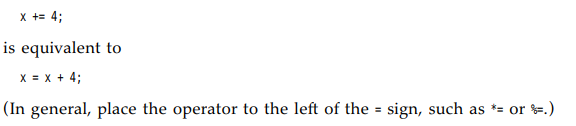 x += 4;
is equivalent to
x = x + 4;
(In general, place the operator to the left of the = sign, such as *= or %=.)